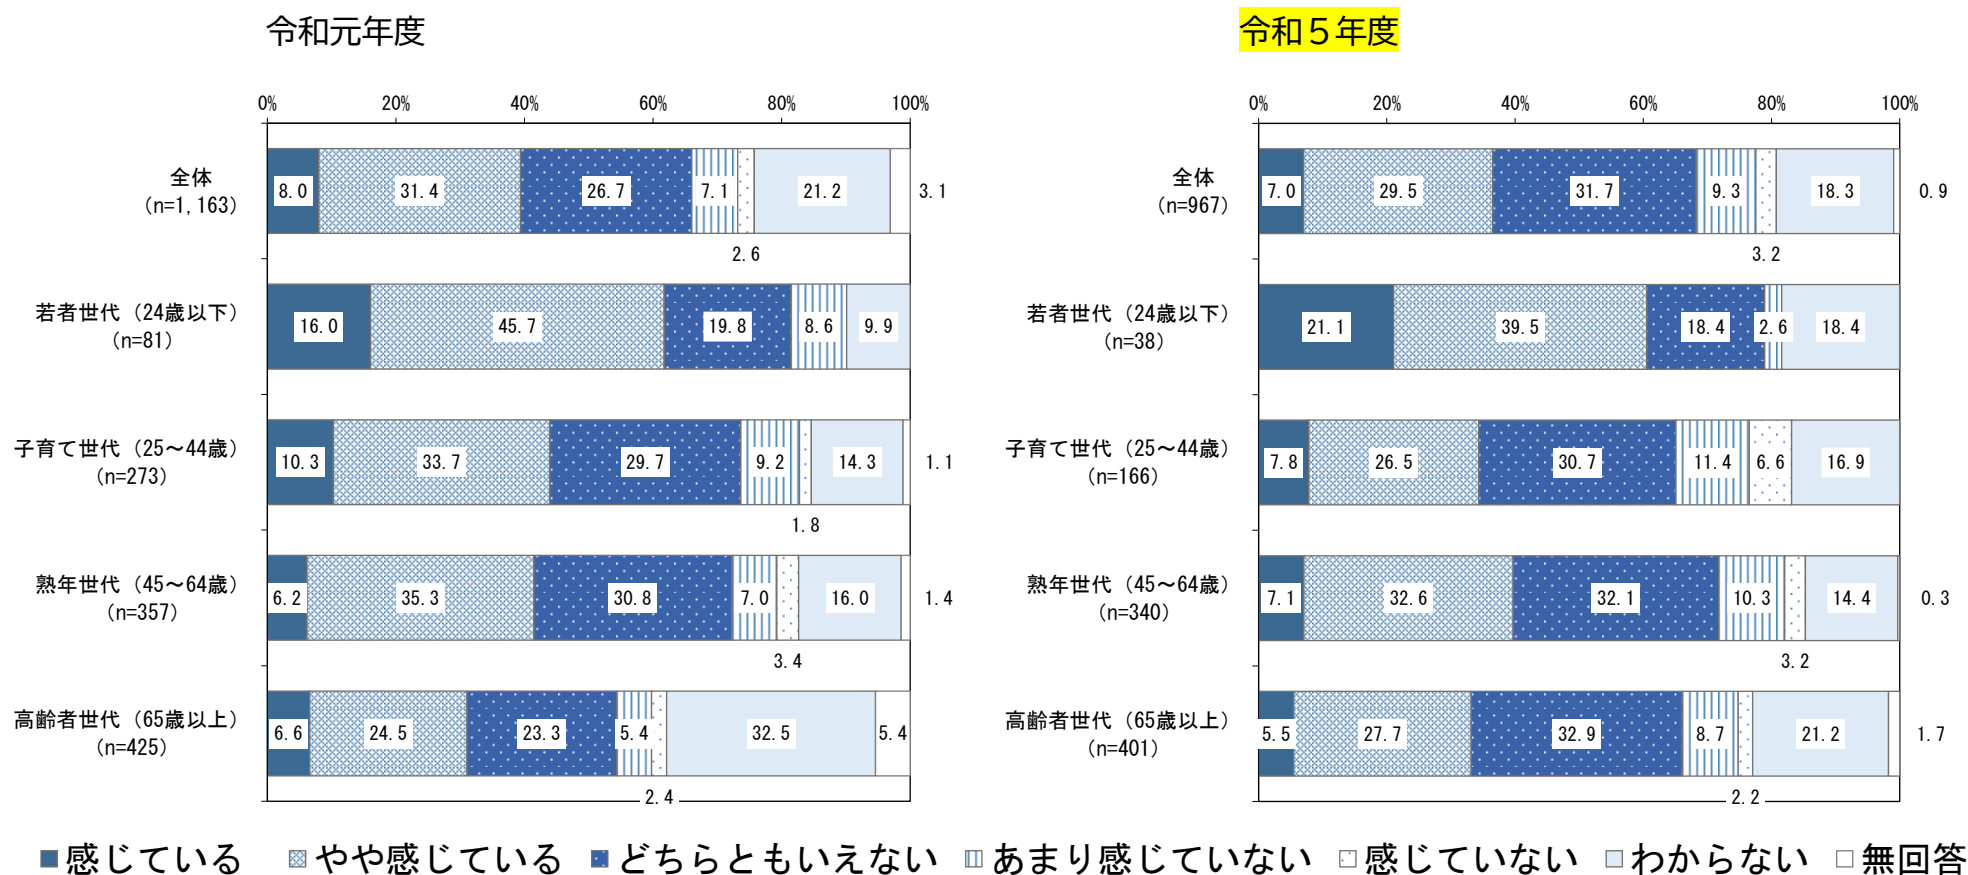 令和元年度
0% 20% 40% 60% 80% 100%
全体
(n=1,163)
8.0 31.4 26.7 7.1 21.2 3.1
2.6
若者世代（24歳以下）
(n=81)
16.0 45.7 19.8 8.6 9.9
子育て世代（25～44歳）
(n=273)
10.3 33.7 29.7 9.2 14.3 1.1
1.8
熟年世代（45～64歳）
(n=357)
6.2 35.3 30.8 7.0 16.0 1.4
3.4
高齢者世代（65歳以上）
(n=425)
6.6 24.5 23.3 5.4 32.5 5.4
2.4
令和５年度
0% 20% 40% 60% 80% 100%
全体
(n=967)
7.0 29.5 31.7 9.3 18.3 0.9
3.2
若者世代（24歳以下）
(n=38)
21.1 39.5 18.4 2.6 18.4
子育て世代（25～44歳）
(n=166)
7.8 26.5 30.7 11.4 6.6 16.9
熟年世代（45～64歳）
(n=340)
7.1 32.6 32.1 10.3 14.4 0.3
3.2
高齢者世代（65歳以上）
(n=401)
5.5 27.7 32.9 8.7 21.2 1.7
2.2
感じている やや感じている どちらともいえない あまり感じていない 感じていない わからない 無回答